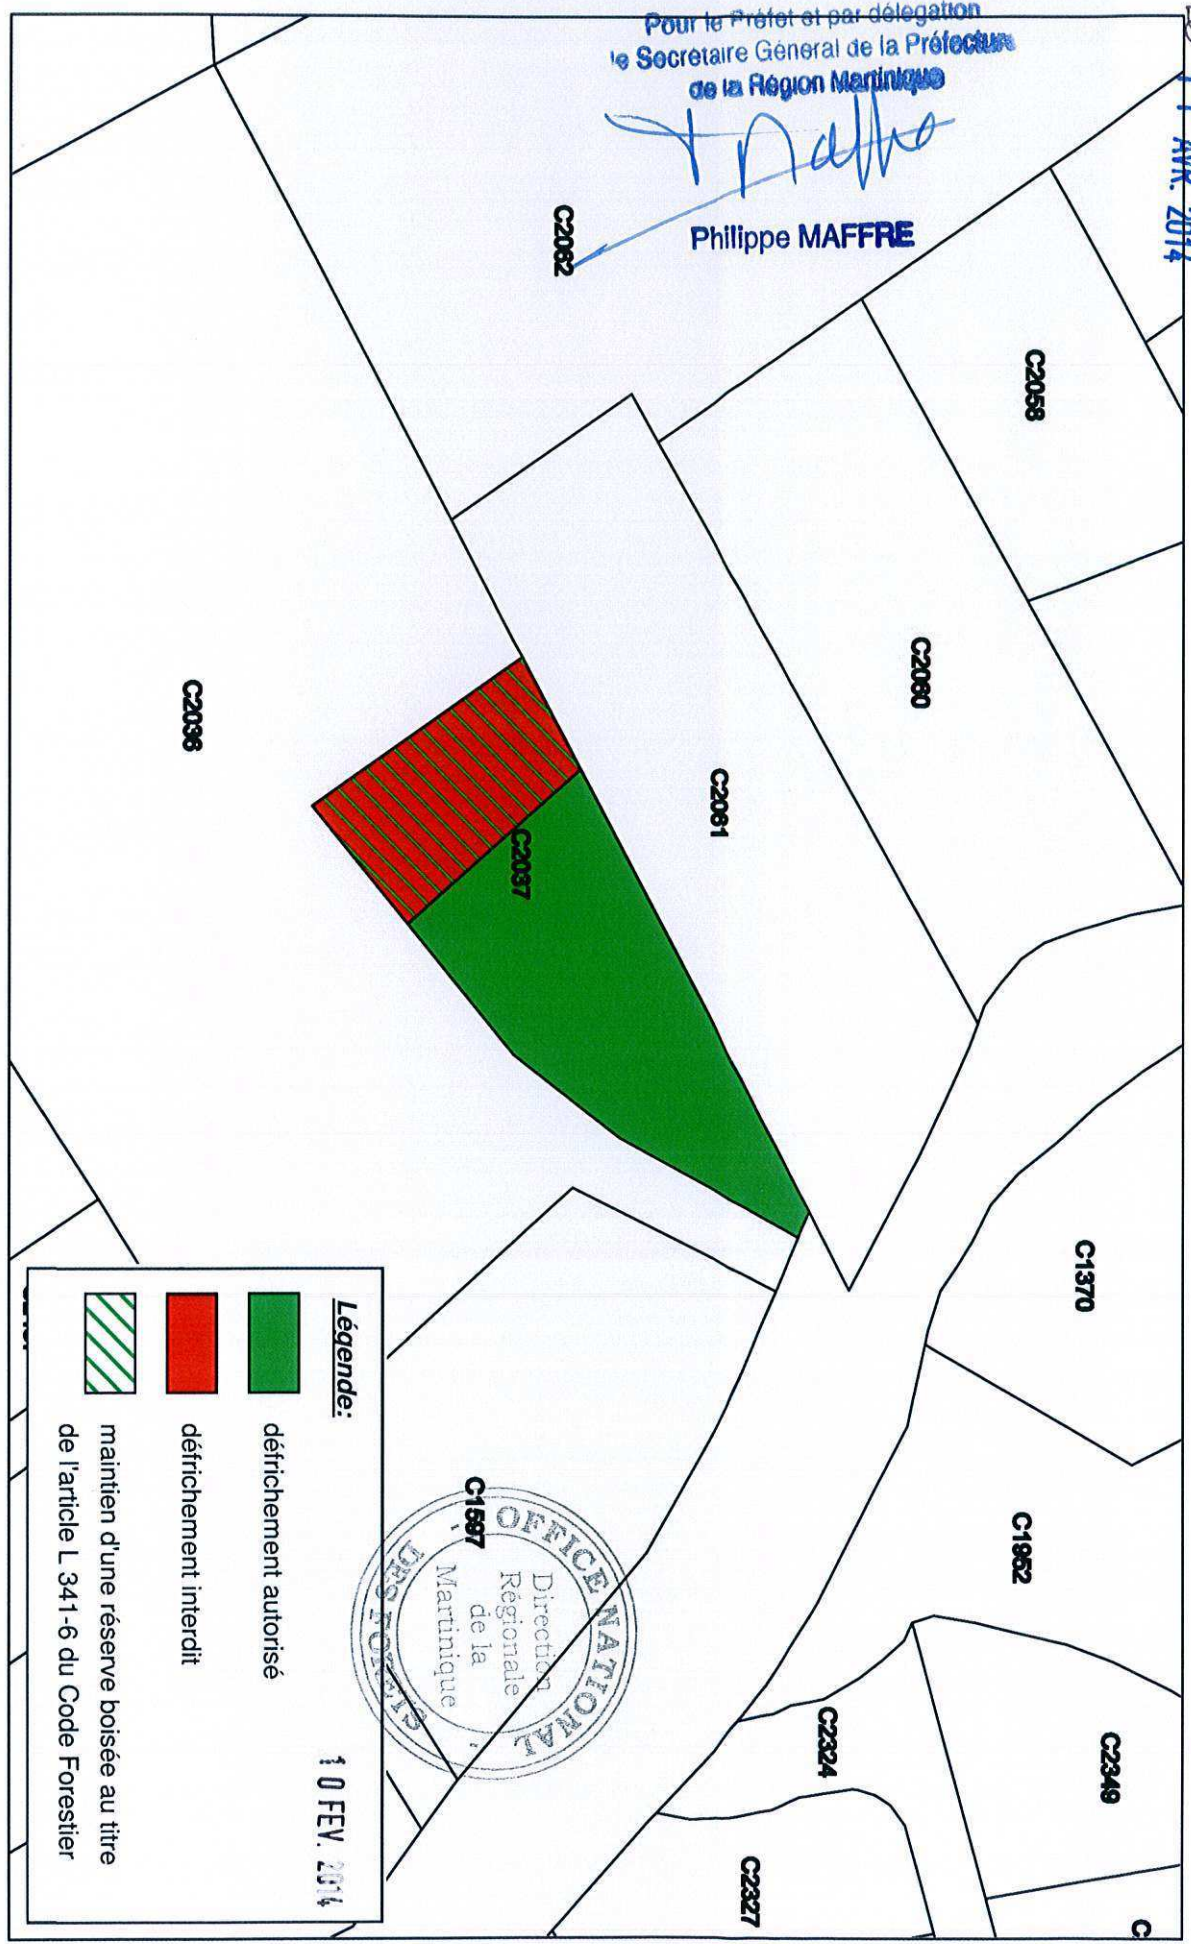 Pour le Préfet et par délégation
le Secrétaire Général de la Préfecture
de la Région Martinique
Philippe MAFFRE
AVR. 2014
C2062
C2058
C2060
C2061
C2036
C2037
C1370
C1952
C2349
C2324
C2327
C
C1597
OFFICE NATIONAL
DES FORETS
Direction
Régionale
de la
Martinique
Légende:
10 FEV. 2014
défrichement autorisé
défrichement interdit
maintien d'une réserve boisée au titre
de l'article L 341-6 du Code Forestier